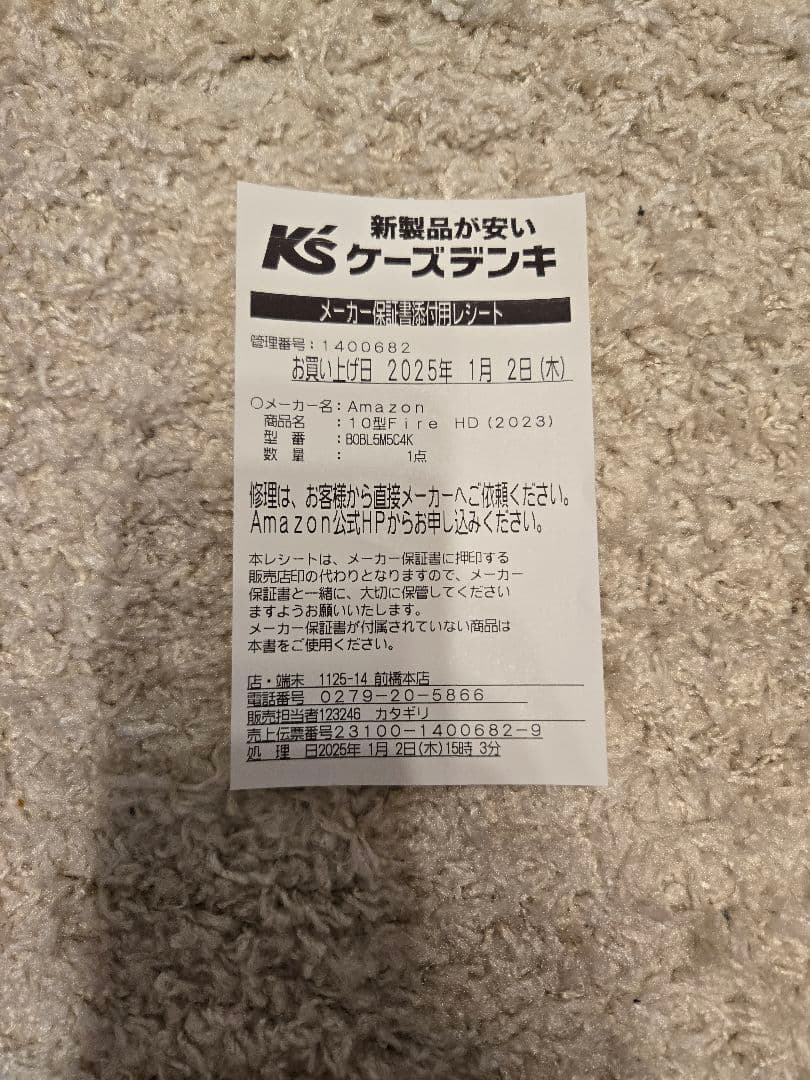 新製品が安い
K's ケーズデンキ
メーカー保証書添付用レシート
管理番号：1400682
お買い上げ日 2025年 1月 2日(木)
○メーカー名：Amazon
商品名 ：10型Fire HD(2023)
型 番 ：B0BL5M5C4K
数 量 ： 1点
修理は、お客様から直接メーカーへご依頼ください。
Amazon公式HPからお申し込みください。
本レシートは、メーカー保証書に押印する
販売店印の代わりとなりますので、メーカー
保証書と一緒に、大切に保管してください
ますようお願いいたします。
メーカー保証書が付属されていない商品は
本書をご使用ください。
店・端末 1125-14 前橋本店
電話番号 0279-20-5866
販売担当者123246 カタギリ
売上伝票番号23100-1400682-9
処 理 日2025年 1月 2日(木)15時 3分